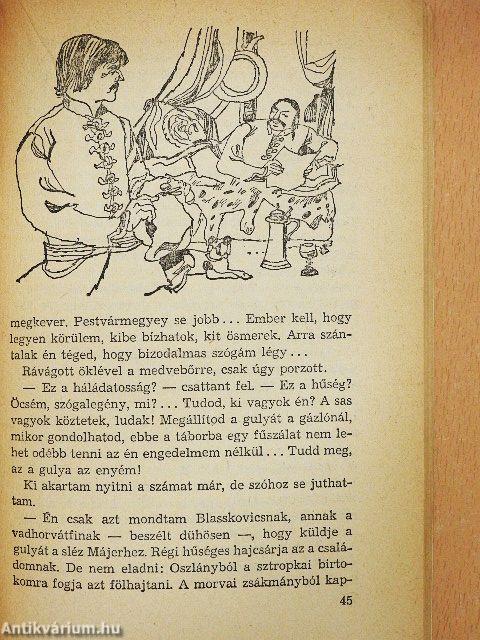 megkever. Pestvármegyey se jobb... Ember kell, hogy
legyen körülem, kibe bízhatok, kit ösmerek. Arra szán-
talak én téged, hogy bizodalmas szógám légy...
Rávágott öklével a medvebőrre, csak úgy porzott.
— Ez a háládatosság? — csattant fel. — Ez a hűség?
Öcsém, szógalegény, mi?... Tudod, ki vagyok én? A sas
vagyok köztetek, ludak! Megállítod a gulyát a gázlónál,
mikor gondolhatod, ebbe a táborba egy fűszálat nem le-
het odébb tenni az én engedelmem nélkül... Tudd meg,
az a gulya az enyém!
Ki akartam nyitni a számat már, de szóhoz se juthat-
tam.
— Én csak azt mondtam Blasskovicsnak, annak a
vadhorvátfinak — beszélt dühösen —, hogy küldje a
gulyát a sléz Májerhez. Régi hűséges hajcsárja az a csalá-
domnak. De nem eladni: Oszlányból a sztropkai birto-
komra fogja azt fölhajtani. A morvai zsákmányból kap-
45
Antikvárium.hu